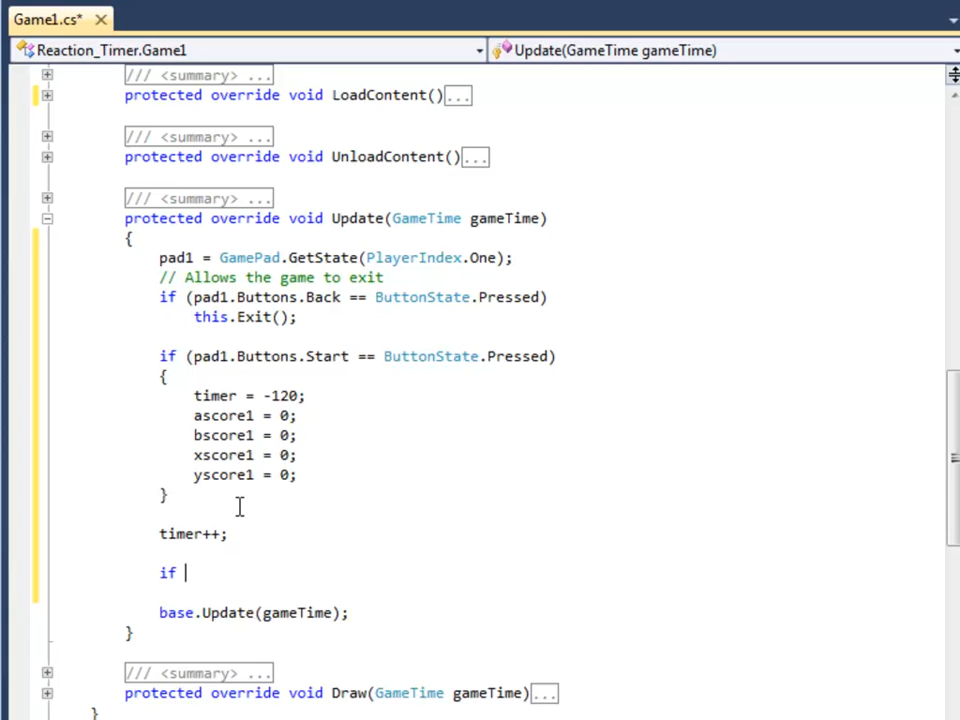 Game1.cs*
Reaction_Timer.Game1
Update(GameTime gameTime)
/// <summary> ...
protected override void LoadContent()...
/// <summary> ...
protected override void UnloadContent()...
/// <summary> ...
protected override void Update(GameTime gameTime)
{
pad1 = GamePad.GetState(PlayerIndex.One);
// Allows the game to exit
if (pad1.Buttons.Back == ButtonState.Pressed)
this.Exit();
if (pad1.Buttons.Start == ButtonState.Pressed)
{
timer = -120;
ascore1 = 0;
bscore1 = 0;
xscore1 = 0;
yscore1 = 0;
}
timer++;
if
base.Update(gameTime);
}
/// <summary> ...
protected override void Draw(GameTime gameTime)...
}